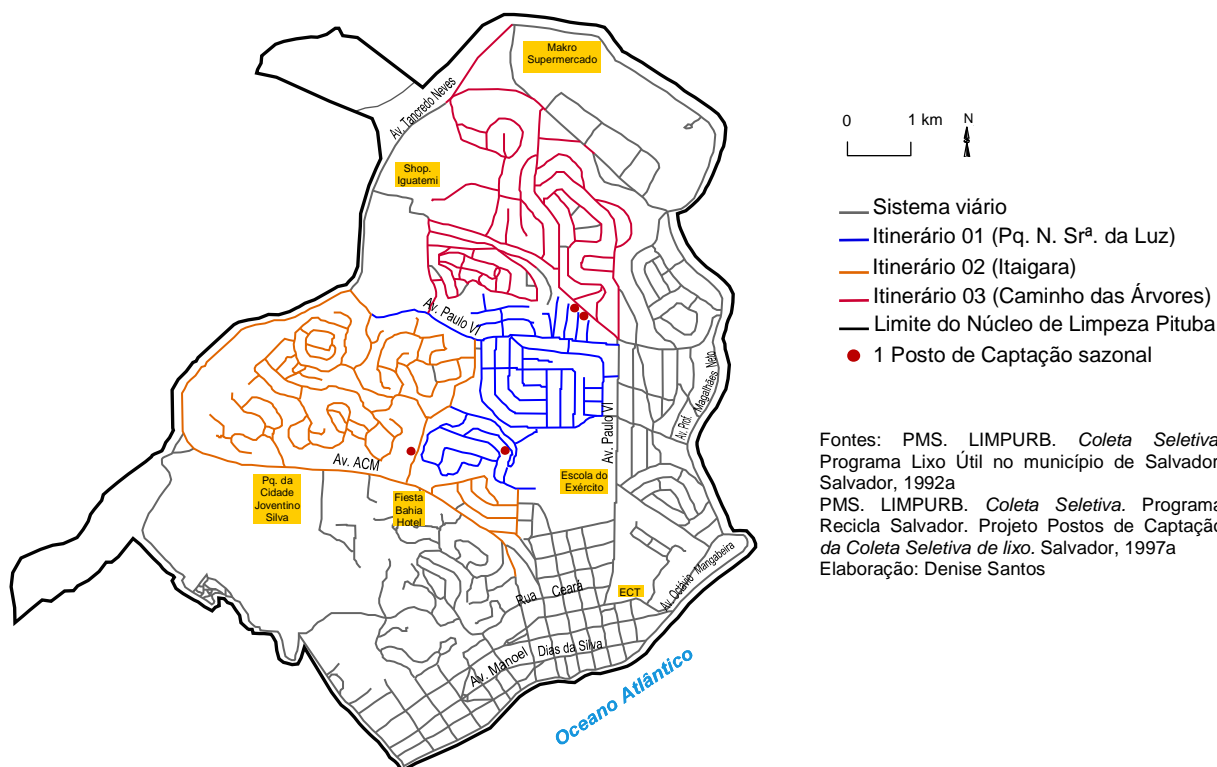 Makro
Supermercado
Av. Tancredo Neves
Shop.
Iguatemi
Av. Paulo VI
Av. Prof. Magalhães Neto
Av. Paulo VI
Av. ACM
Pq. da
Cidade
Joventino
Silva
Fiesta
Bahia
Hotel
Escola do
Exército
Rua Ceará
ECT
Av. Octávio Mangabeira
Av. Manoel Dias da Silva
Oceano Atlântico
0 1 km N
Sistema viário
Itinerário 01 (Pq. N. Srª. da Luz)
Itinerário 02 (Itaigara)
Itinerário 03 (Caminho das Árvores)
Limite do Núcleo de Limpeza Pituba
1 Posto de Captação sazonal
Fontes: PMS. LIMPURB. Coleta Seletiva
Programa Lixo Útil no município de Salvador
Salvador, 1992a
PMS. LIMPURB. Coleta Seletiva. Programa
Recicla Salvador. Projeto Postos de Captação
da Coleta Seletiva de lixo. Salvador, 1997a
Elaboração: Denise Santos